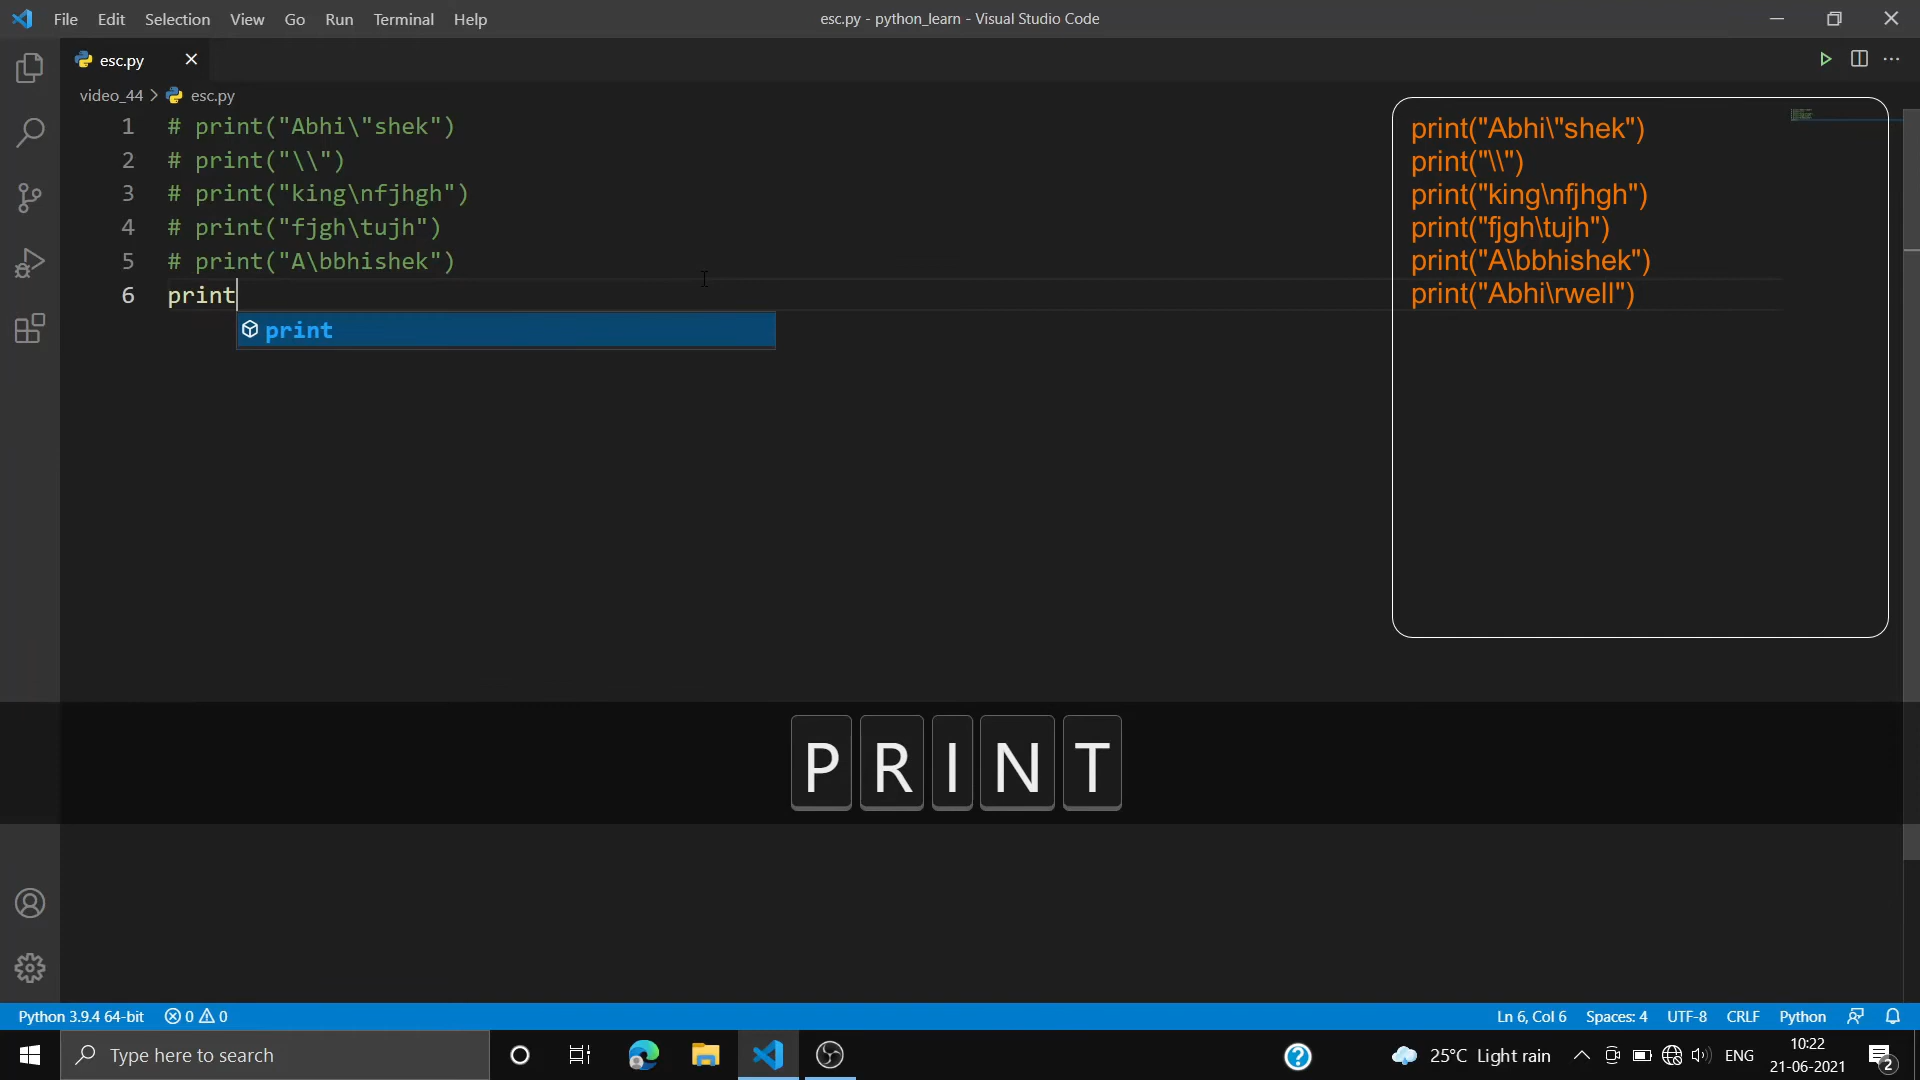 File Edit Selection View Go Run Terminal Help
esc.py - python_learn - Visual Studio Code
esc.py
video_44 > esc.py
1 # print("Abhi\"shek")
2 # print("\\")
3 # print("king\nfjhgh")
4 # print("fjgh\tujh")
5 # print("A\bbhishek")
6 print
print
print("Abhi\"shek")
print("\\")
print("king\nfjhgh")
print("fjgh\tujh")
print("A\bbhishek")
print("Abhi\rwell")
P R I N T
Python 3.9.4 64-bit 0 0
Ln 6, Col 6 Spaces: 4 UTF-8 CRLF Python
Type here to search
25°C Light rain
ENG
10:22
21-06-2021
2